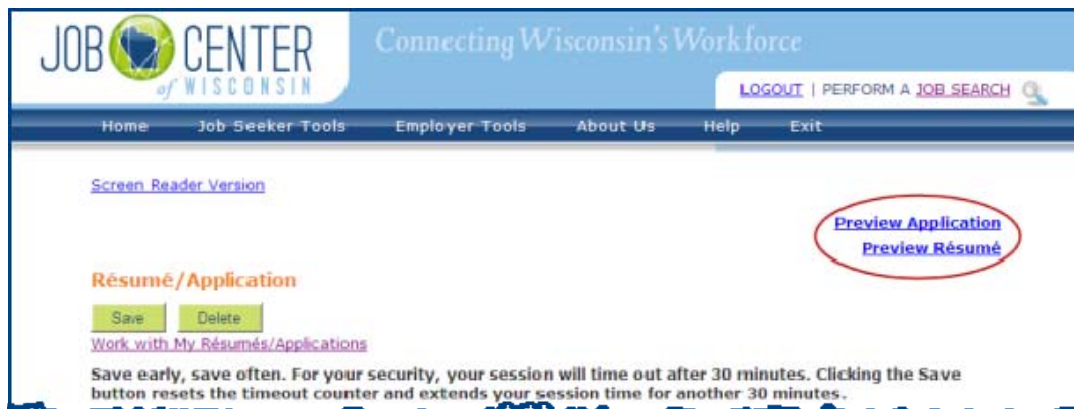 JOB CENTER
of WISCONSIN
Connecting Wisconsin's Workforce
LOGOUT | PERFORM A JOB SEARCH
Home Job Seeker Tools Employer Tools About Us Help Exit
Screen Reader Version
Preview Application
Preview Résumé
Résumé/Application
Save Delete
Work with My Résumés/Applications
Save early, save often. For your security, your session will time out after 30 minutes. Clicking the Save
button resets the timeout counter and extends your session time for another 30 minutes.